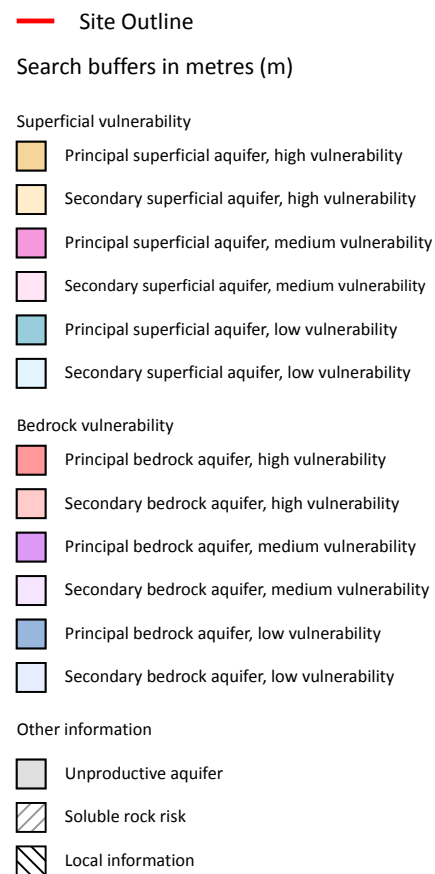 Site Outline
Search buffers in metres (m)
Superficial vulnerability
Principal superficial aquifer, high vulnerability
Secondary superficial aquifer, high vulnerability
Principal superficial aquifer, medium vulnerability
Secondary superficial aquifer, medium vulnerability
Principal superficial aquifer, low vulnerability
Secondary superficial aquifer, low vulnerability
Bedrock vulnerability
Principal bedrock aquifer, high vulnerability
Secondary bedrock aquifer, high vulnerability
Principal bedrock aquifer, medium vulnerability
Secondary bedrock aquifer, medium vulnerability
Principal bedrock aquifer, low vulnerability
Secondary bedrock aquifer, low vulnerability
Other information
Unproductive aquifer
Soluble rock risk
Local information